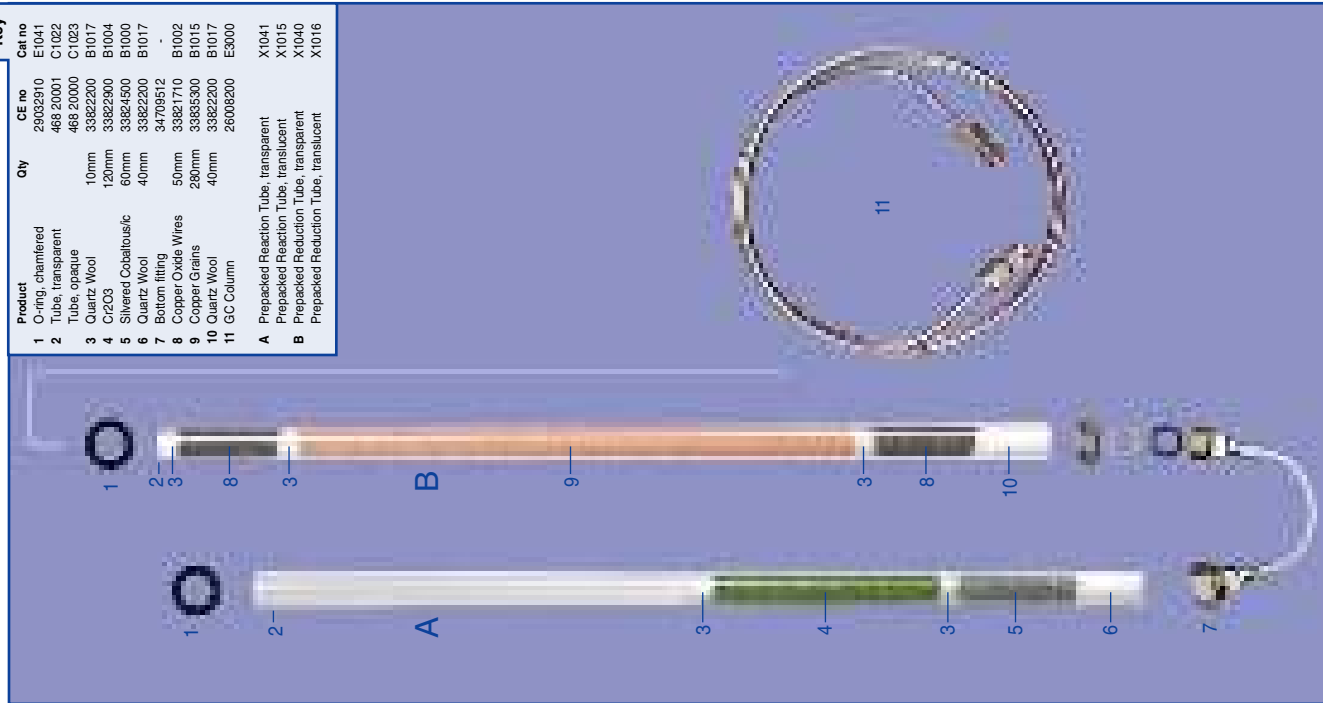 Key
Product Qty CE no Cat no
1 O-ring, chamfered 29032910 E1041
2 Tube, transparent 468 20001 C1022
Tube, opaque 468 20000 C1023
3 Quartz Wool 10mm 33822200 B1017
4 Cr2O3 120mm 33822900 B1004
5 Silvered Cobaltous/ic 60mm 33824500 B1000
6 Quartz Wool 40mm 33822200 B1017
7 Bottom fitting 34709512 -
8 Copper Oxide Wires 50mm 33821710 B1002
9 Copper Grains 280mm 33835300 B1015
10 Quartz Wool 40mm 33822200 B1017
11 GC Column 26008200 E3000
A Prepacked Reaction Tube, transparent X1041
Prepacked Reaction Tube, translucent X1015
B Prepacked Reduction Tube, transparent X1040
Prepacked Reduction Tube, translucent X1016
11
1
2
3
8
3
B
9
3
8
10
1
2
A
3
4
3
5
6
7